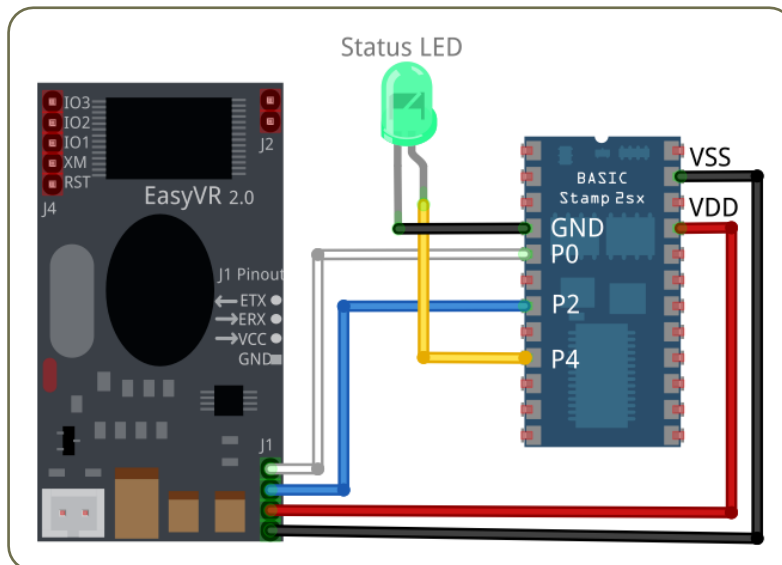 Status LED
IO3
IO2
IO1
XM
RST
J4
J2
EasyVR 2.0
J1 Pinout
ETX
ERX
VCC
GND
J1
BASIC
Stamp 2sx
VSS
VDD
GND
P0
P2
P4